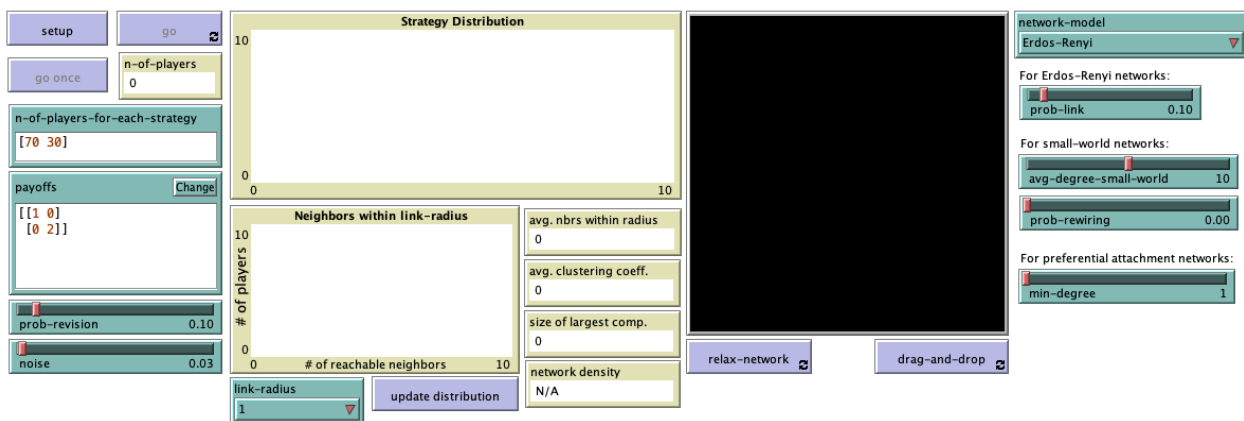 setup
go
go once
n-of-players
0
n-of-players-for-each-strategy
[70 30]
payoffs
Change
[[1 0]
[0 2]]
prob-revision 0.10
noise 0.03
Strategy Distribution
10
0
0 10
Neighbors within link-radius
10
# of players
0
0 # of reachable neighbors 10
link-radius
1
update distribution
avg. nbrs within radius
0
avg. clustering coeff.
0
size of largest comp.
0
network density
N/A
relax-network
drag-and-drop
network-model
Erdos-Renyi
For Erdos-Renyi networks:
prob-link 0.10
For small-world networks:
avg-degree-small-world 10
prob-rewiring 0.00
For preferential attachment networks:
min-degree 1